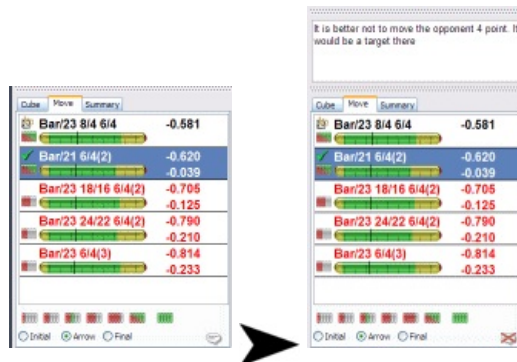 Cube Move Summary
Bar/23 8/4 6/4 -0.581
Bar/21 6/4(2) -0.620
-0.039
Bar/23 18/16 6/4(2) -0.705
-0.125
Bar/23 24/22 6/4(2) -0.790
-0.210
Bar/23 6/4(3) -0.814
-0.233
Initial Arrow Final
It is better not to move the opponent 4 point. It
would be a target there
Cube Move Summary
Bar/23 8/4 6/4 -0.581
Bar/21 6/4(2) -0.620
-0.039
Bar/23 18/16 6/4(2) -0.705
-0.125
Bar/23 24/22 6/4(2) -0.790
-0.210
Bar/23 6/4(3) -0.814
-0.233
Initial Arrow Final